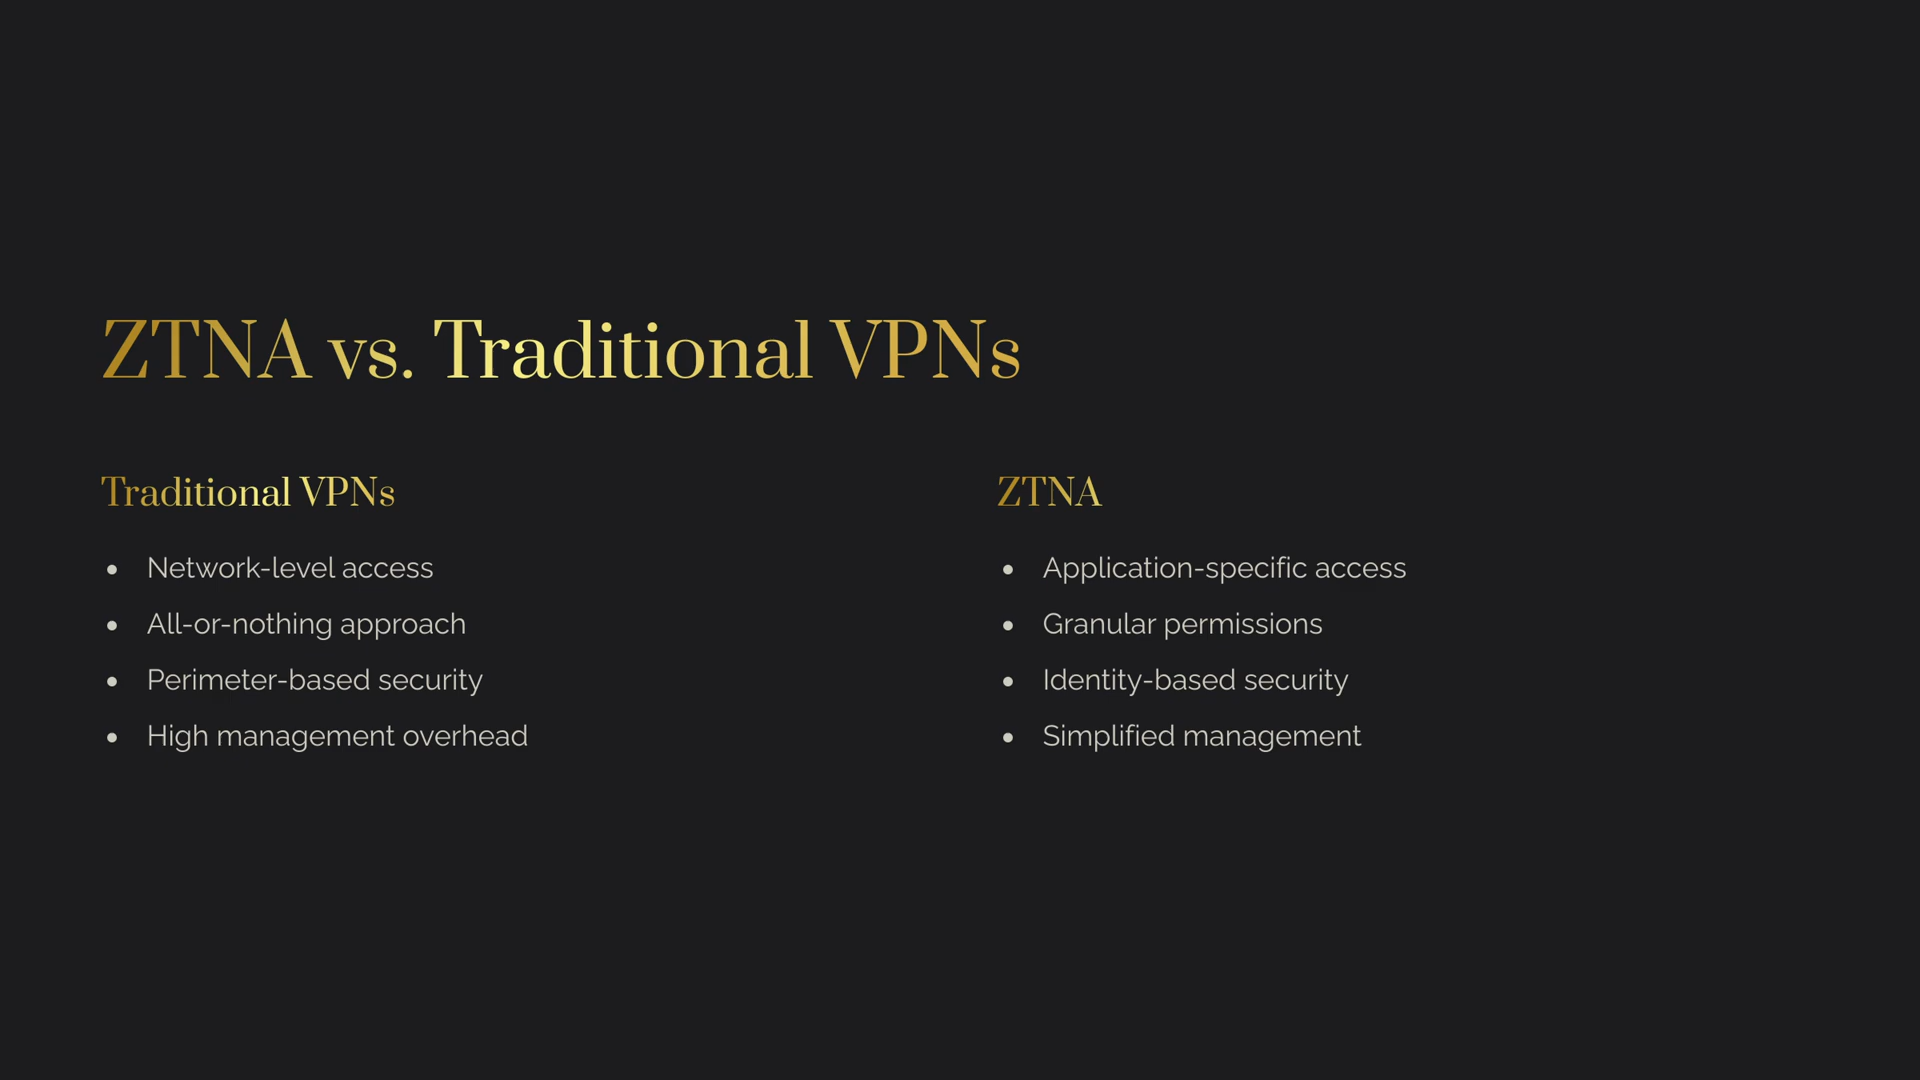 ZTNA vs. Traditional VPNs
Traditional VPNs
• Network-level access
• All-or-nothing approach
• Perimeter-based security
• High management overhead
ZTNA
• Application-specific access
• Granular permissions
• Identity-based security
• Simplified management